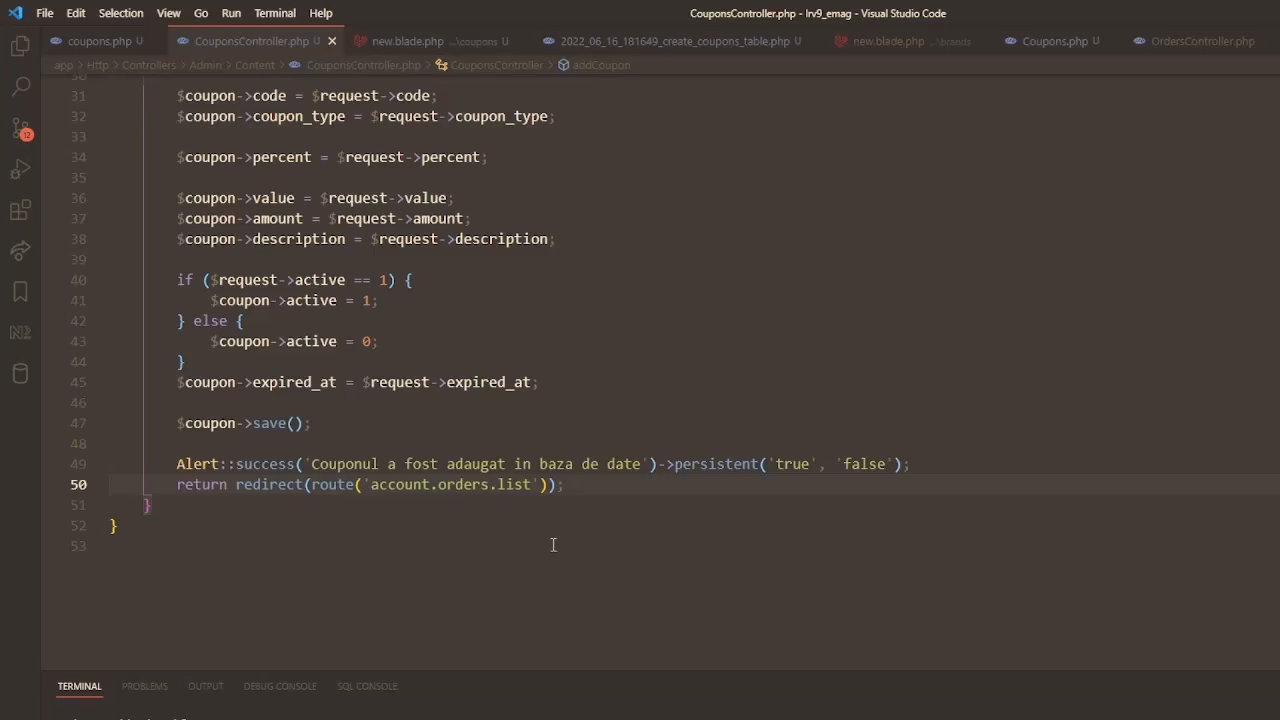 File Edit Selection View Go Run Terminal Help CouponsController.php - lrv9_emag - Visual Studio Code
coupons.php U CouponsController.php U new.blade.php ...\coupons U 2022_06_16_181649_create_coupons_table.php U new.blade.php ...\brands Coupons.php U OrdersController.php
app > Http > Controllers > Admin > Content > CouponsController.php > CouponsController > addCoupon
30
31 $coupon->code = $request->code;
32 $coupon->coupon_type = $request->coupon_type;
33
34 $coupon->percent = $request->percent;
35
36 $coupon->value = $request->value;
37 $coupon->amount = $request->amount;
38 $coupon->description = $request->description;
39
40 if ($request->active == 1) {
41 $coupon->active = 1;
42 } else {
43 $coupon->active = 0;
44 }
45 $coupon->expired_at = $request->expired_at;
46
47 $coupon->save();
48
49 Alert::success('Couponul a fost adaugat in baza de date')->persistent('true', 'false');
50 return redirect(route('account.orders.list'));
51 }
52 }
53
12
TERMINAL PROBLEMS OUTPUT DEBUG CONSOLE SQL CONSOLE